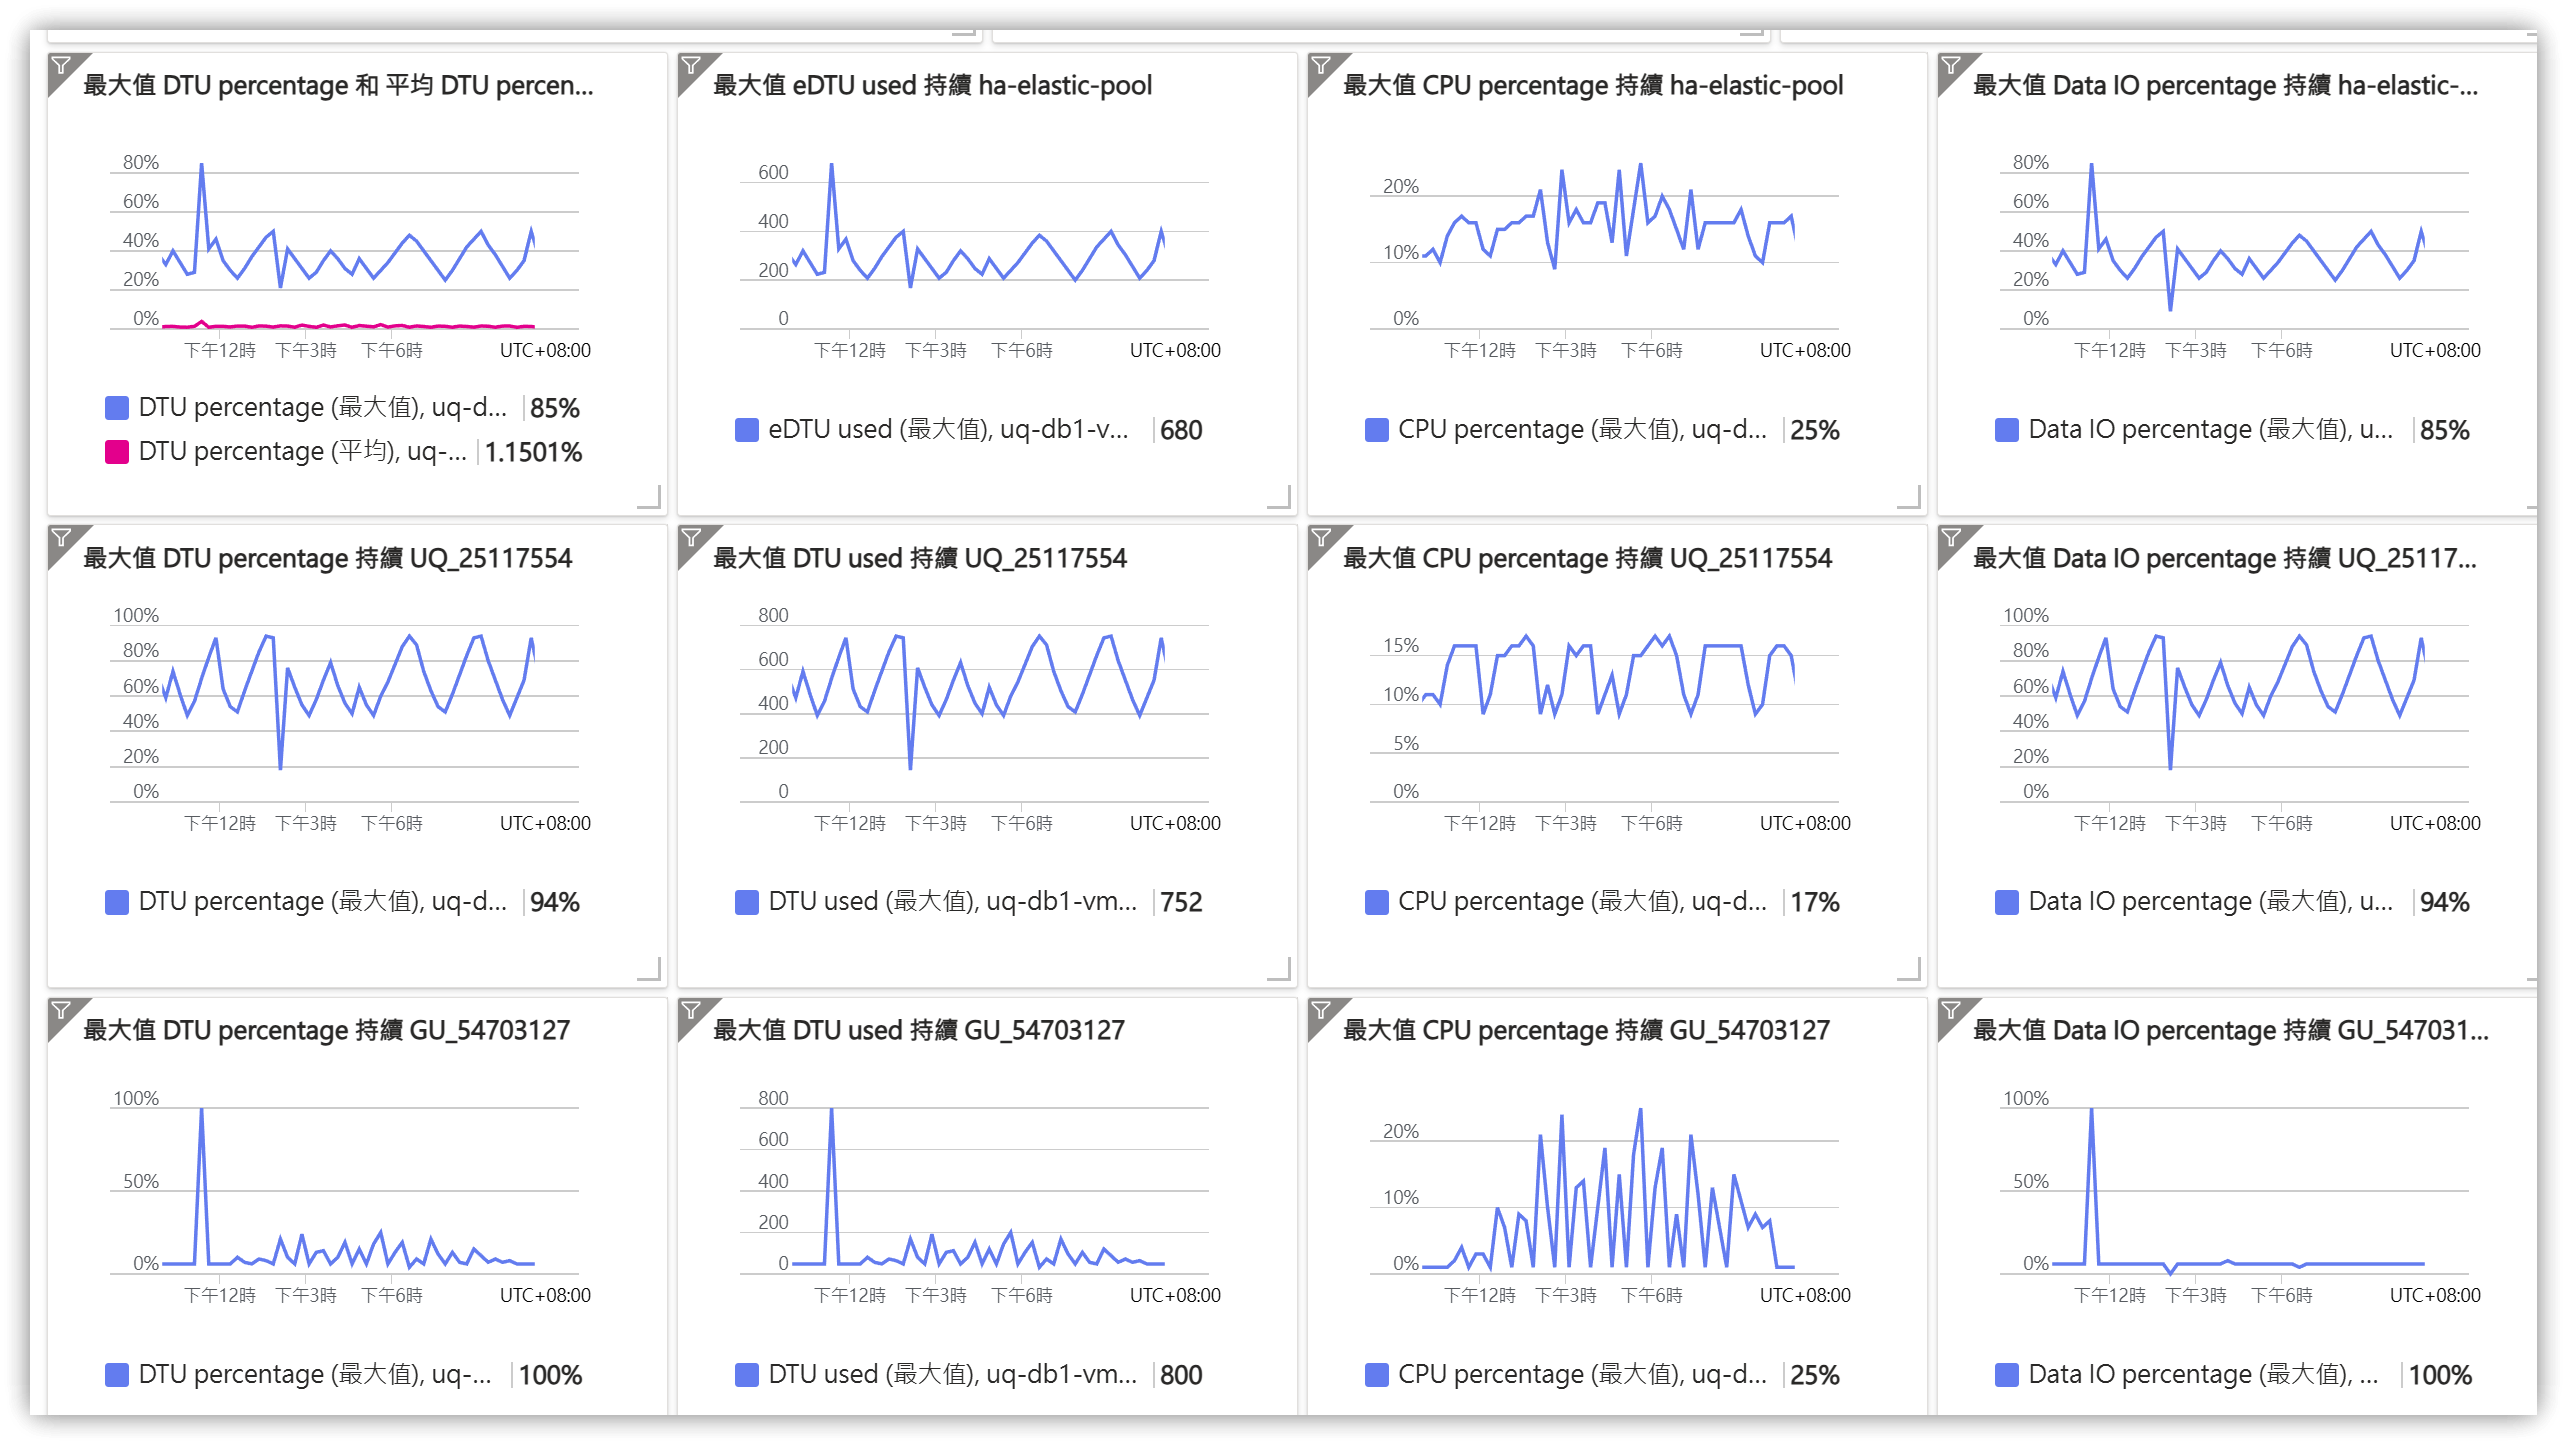 最大值 DTU percentage 和 平均 DTU percen...
80%
60%
40%
20%
0%
下午12時 下午3時 下午6時 UTC+08:00
DTU percentage (最大值), uq-d... 85%
DTU percentage (平均), uq-... 1.1501%
最大值 eDTU used 持續 ha-elastic-pool
600
400
200
0
下午12時 下午3時 下午6時 UTC+08:00
eDTU used (最大值), uq-db1-v... 680
最大值 CPU percentage 持續 ha-elastic-pool
20%
10%
0%
下午12時 下午3時 下午6時 UTC+08:00
CPU percentage (最大值), uq-d... 25%
最大值 Data IO percentage 持續 ha-elastic-...
80%
60%
40%
20%
0%
下午12時 下午3時 下午6時 UTC+08:00
Data IO percentage (最大值), u... 85%
最大值 DTU percentage 持續 UQ_25117554
100%
80%
60%
40%
20%
0%
下午12時 下午3時 下午6時 UTC+08:00
DTU percentage (最大值), uq-d... 94%
最大值 DTU used 持續 UQ_25117554
800
600
400
200
0
下午12時 下午3時 下午6時 UTC+08:00
DTU used (最大值), uq-db1-vm... 752
最大值 CPU percentage 持續 UQ_25117554
15%
10%
5%
0%
下午12時 下午3時 下午6時 UTC+08:00
CPU percentage (最大值), uq-d... 17%
最大值 Data IO percentage 持續 UQ_25117...
100%
80%
60%
40%
20%
0%
下午12時 下午3時 下午6時 UTC+08:00
Data IO percentage (最大值), u... 94%
最大值 DTU percentage 持續 GU_54703127
100%
50%
0%
下午12時 下午3時 下午6時 UTC+08:00
DTU percentage (最大值), uq-... 100%
最大值 DTU used 持續 GU_54703127
800
600
400
200
0
下午12時 下午3時 下午6時 UTC+08:00
DTU used (最大值), uq-db1-vm... 800
最大值 CPU percentage 持續 GU_54703127
20%
10%
0%
下午12時 下午3時 下午6時 UTC+08:00
CPU percentage (最大值), uq-d... 25%
最大值 Data IO percentage 持續 GU_547031...
100%
50%
0%
下午12時 下午3時 下午6時 UTC+08:00
Data IO percentage (最大值), ... 100%